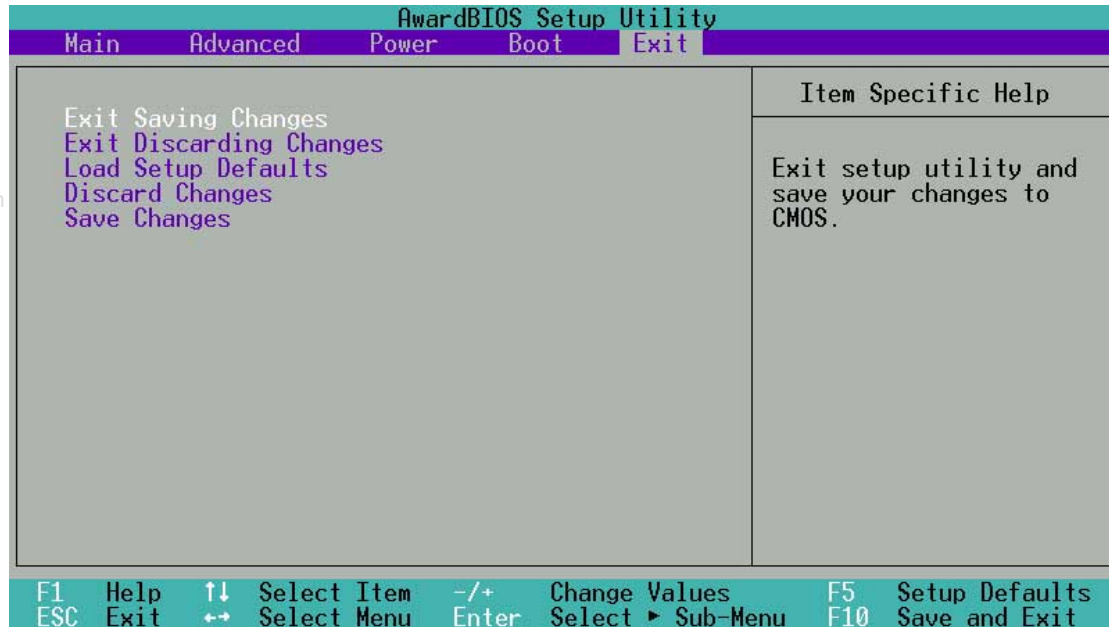 AwardBIOS Setup Utility
Main Advanced Power Boot Exit
Exit Saving Changes
Exit Discarding Changes
Load Setup Defaults
Discard Changes
Save Changes
Item Specific Help
Exit setup utility and
save your changes to
CMOS.
F1 Help ↑↓ Select Item -/+ Change Values F5 Setup Defaults
ESC Exit ←→ Select Menu Enter Select ► Sub-Menu F10 Save and Exit